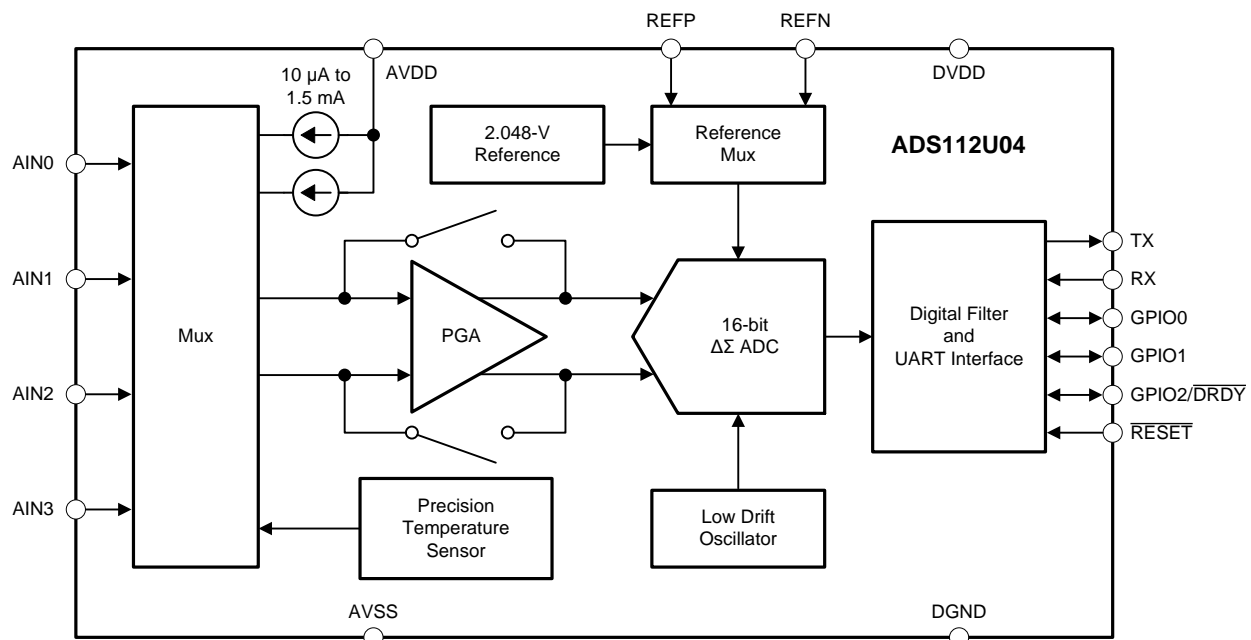 REFP
REFN
AVDD
DVDD
10 µA to
1.5 mA
2.048-V
Reference
Reference
Mux
ADS112U04
AIN0
AIN1
AIN2
AIN3
Mux
PGA
16-bit
ΔΣ ADC
Digital Filter
and
UART Interface
TX
RX
GPIO0
GPIO1
GPIO2/D̅R̅D̅Y̅
R̅E̅S̅E̅T̅
Precision
Temperature
Sensor
Low Drift
Oscillator
AVSS
DGND